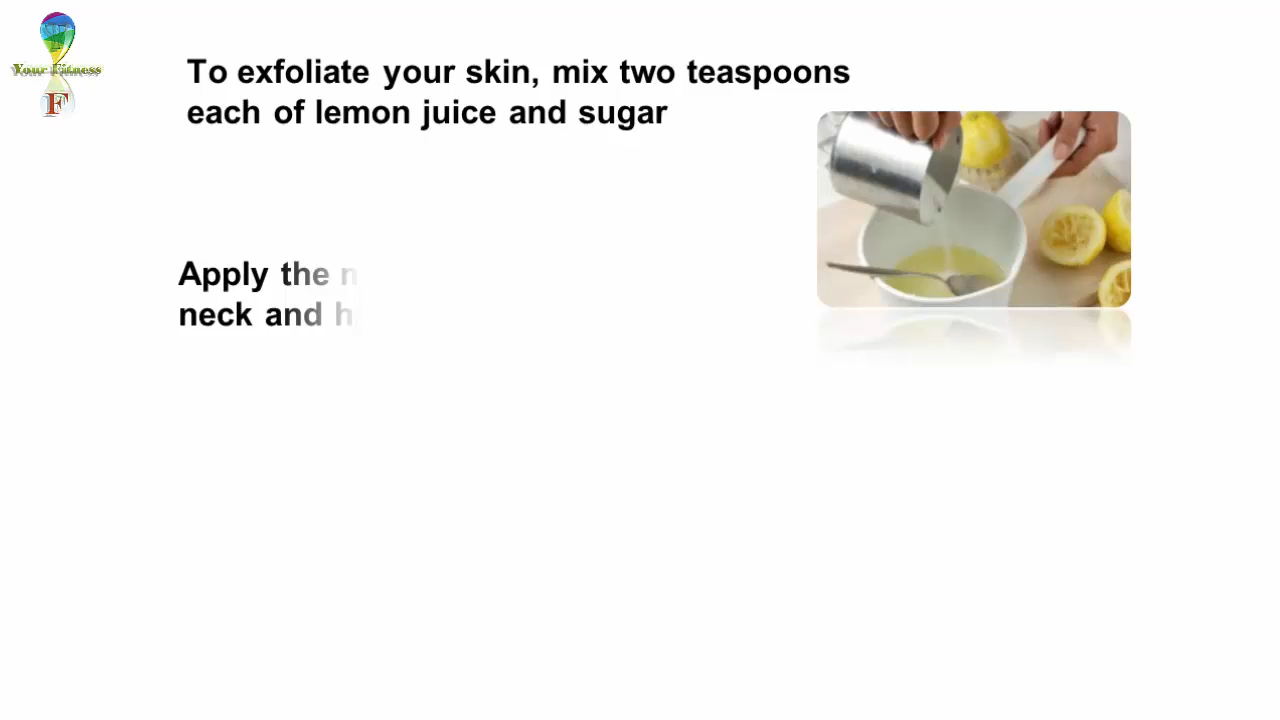 Your Fitness
F
To exfoliate your skin, mix two teaspoons
each of lemon juice and sugar
Apply the
neck and